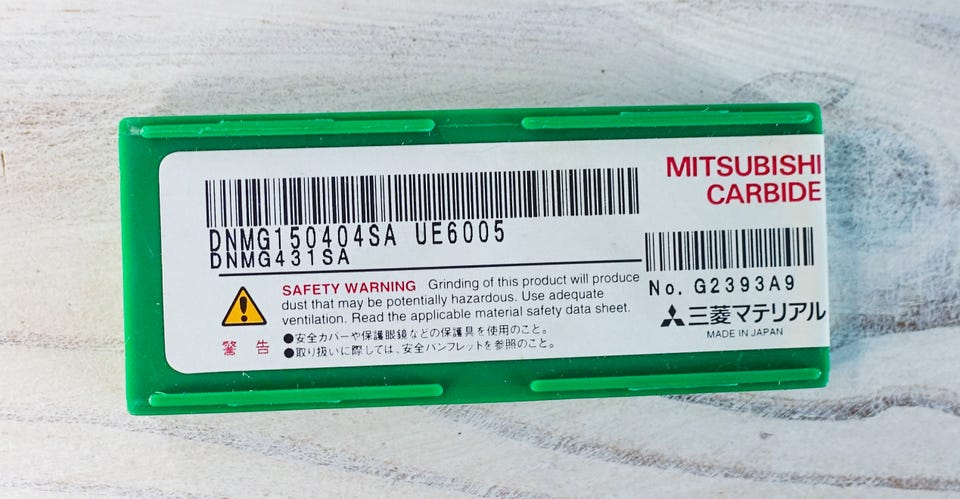 MITSUBISHI
CARBIDE
DNMG150404SA UE6005
DNMG431SA
No. G2393A9
SAFETY WARNING Grinding of this product will produce
dust that may be potentially hazardous. Use adequate
ventilation. Read the applicable material safety data sheet.
警告
●安全カバーや保護眼鏡などの保護具を使用のこと。
●取り扱いに際しては、安全パンフレットを参照のこと。
三菱マテリアル
MADE IN JAPAN